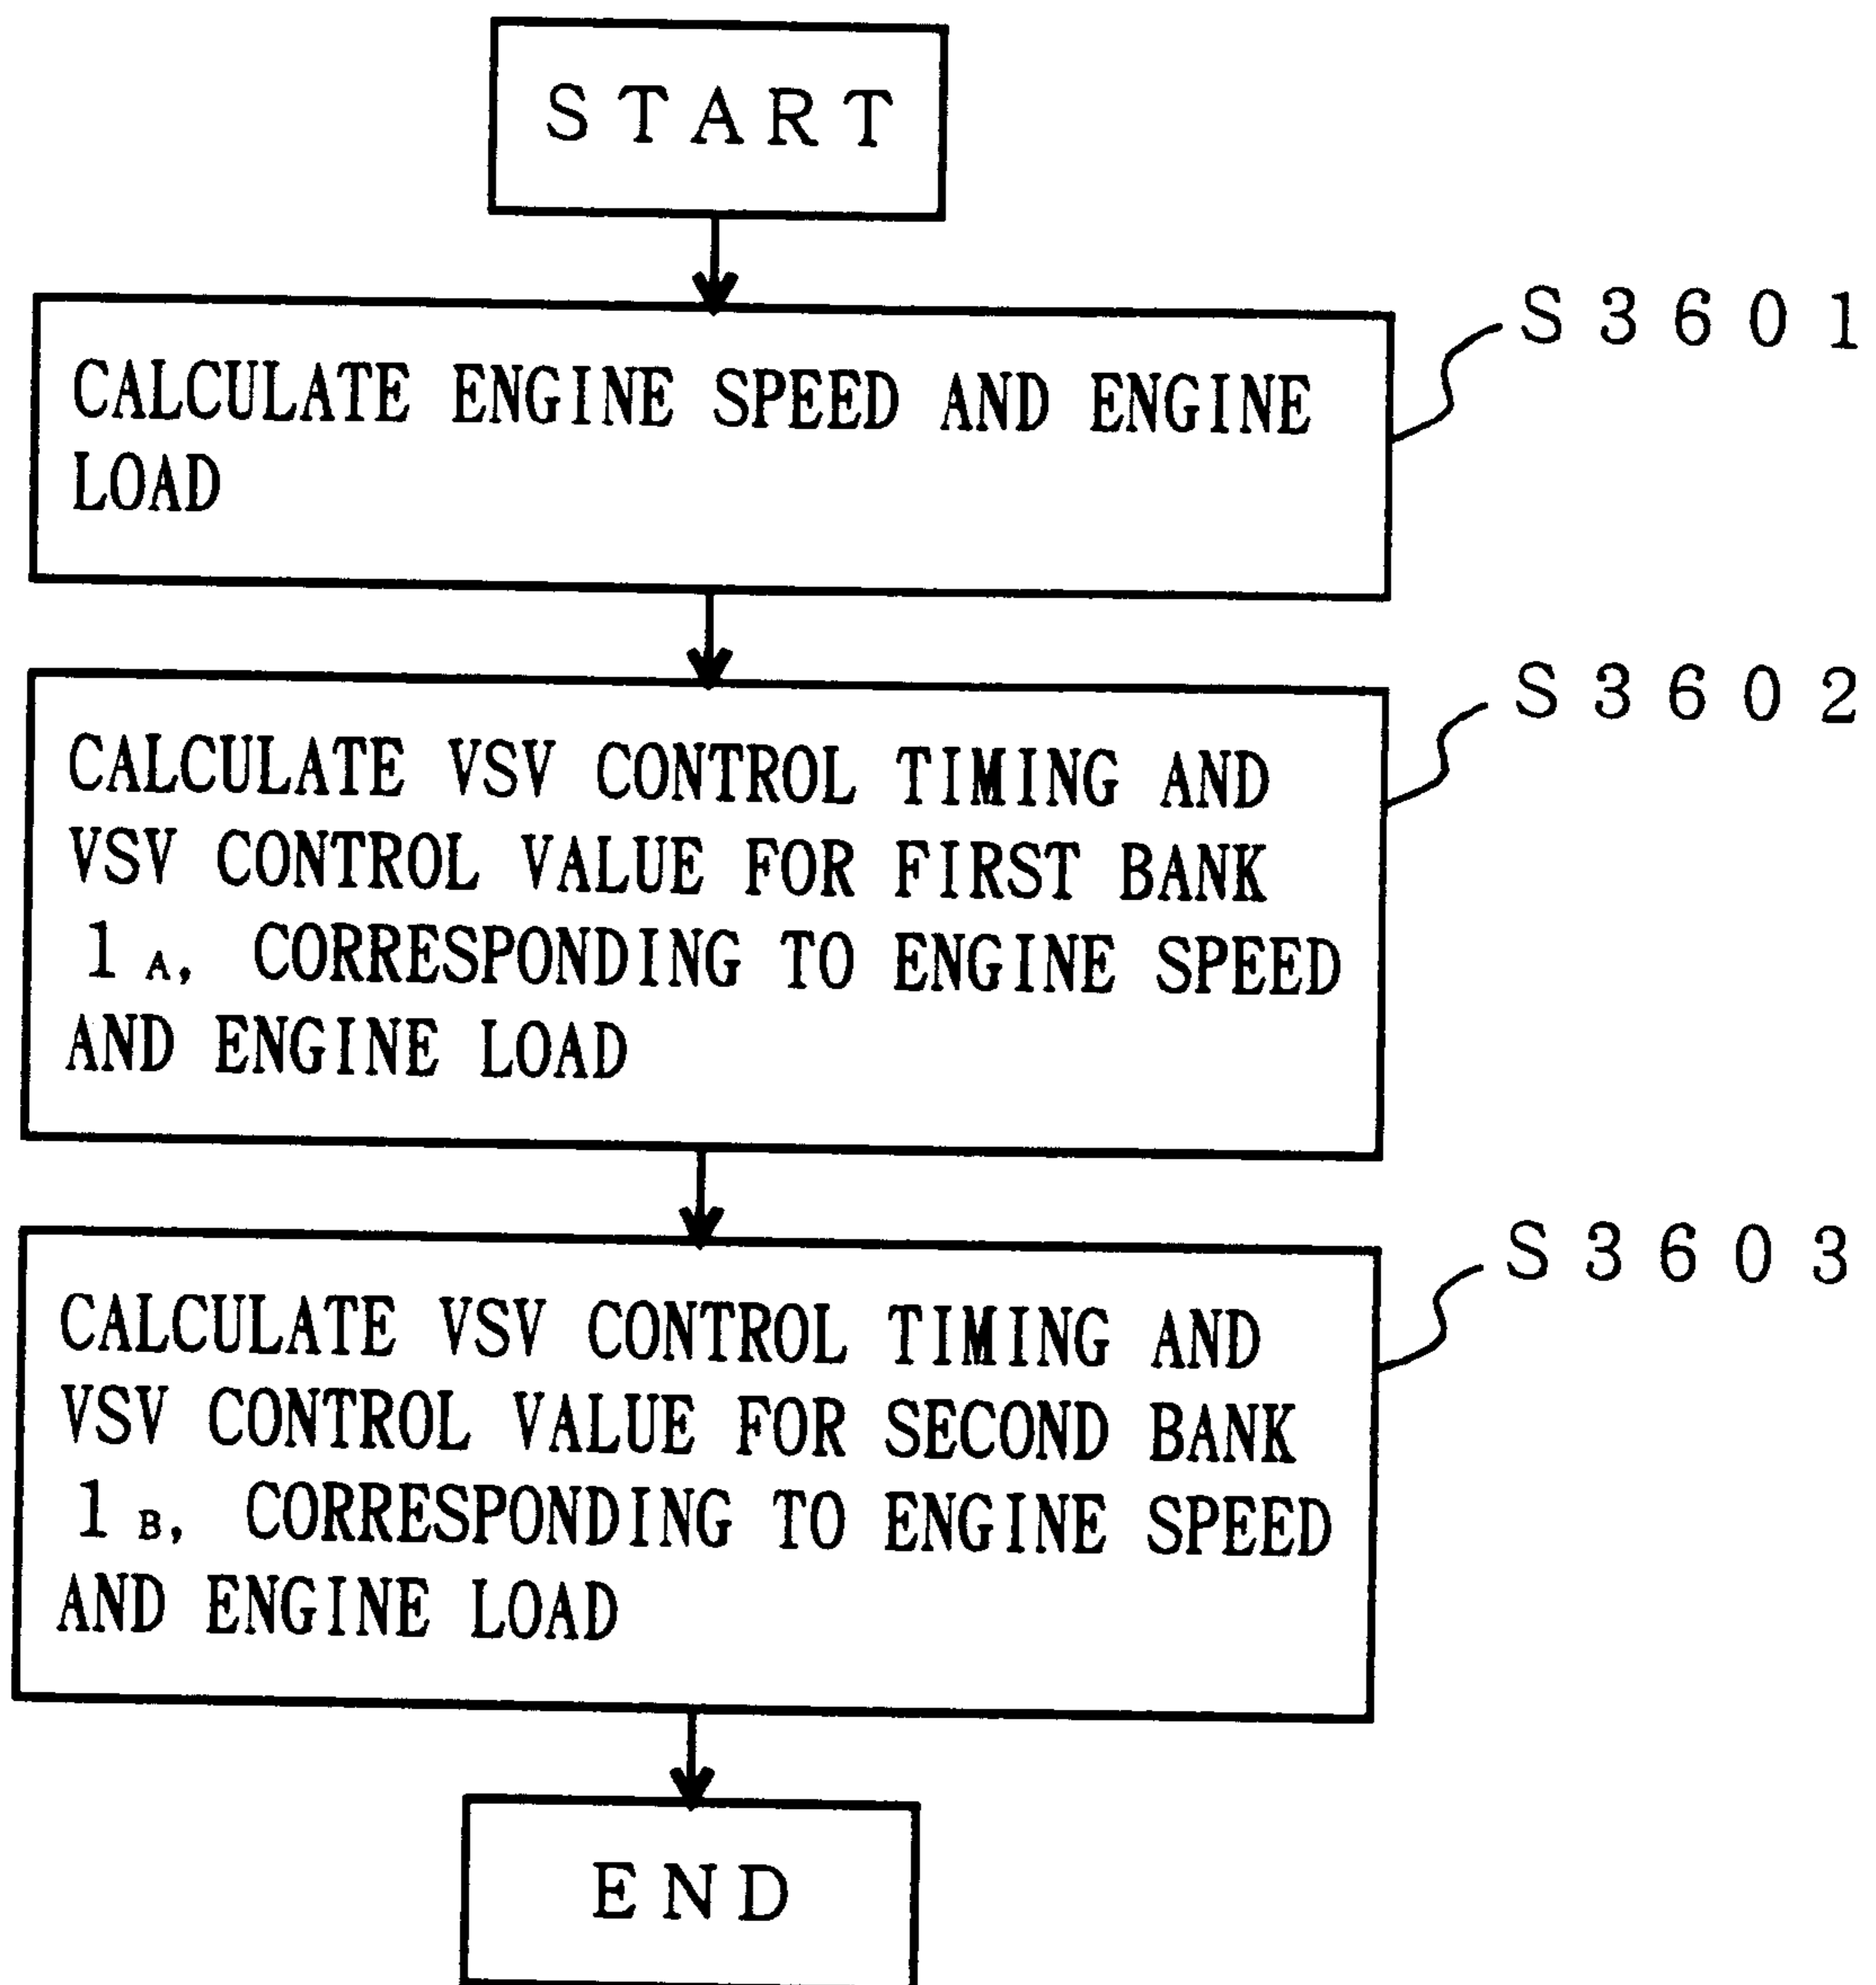 START
S3601
CALCULATE ENGINE SPEED AND ENGINE
LOAD
S3602
CALCULATE VSV CONTROL TIMING AND
VSV CONTROL VALUE FOR FIRST BANK
1 A, CORRESPONDING TO ENGINE SPEED
AND ENGINE LOAD
S3603
CALCULATE VSV CONTROL TIMING AND
VSV CONTROL VALUE FOR SECOND BANK
1 B, CORRESPONDING TO ENGINE SPEED
AND ENGINE LOAD
END